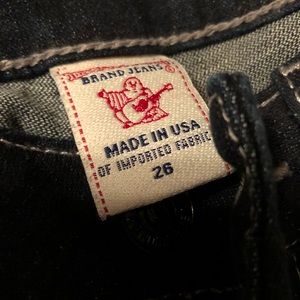 BRAND JEANS ®
MADE IN USA
OF IMPORTED FABRIC
26